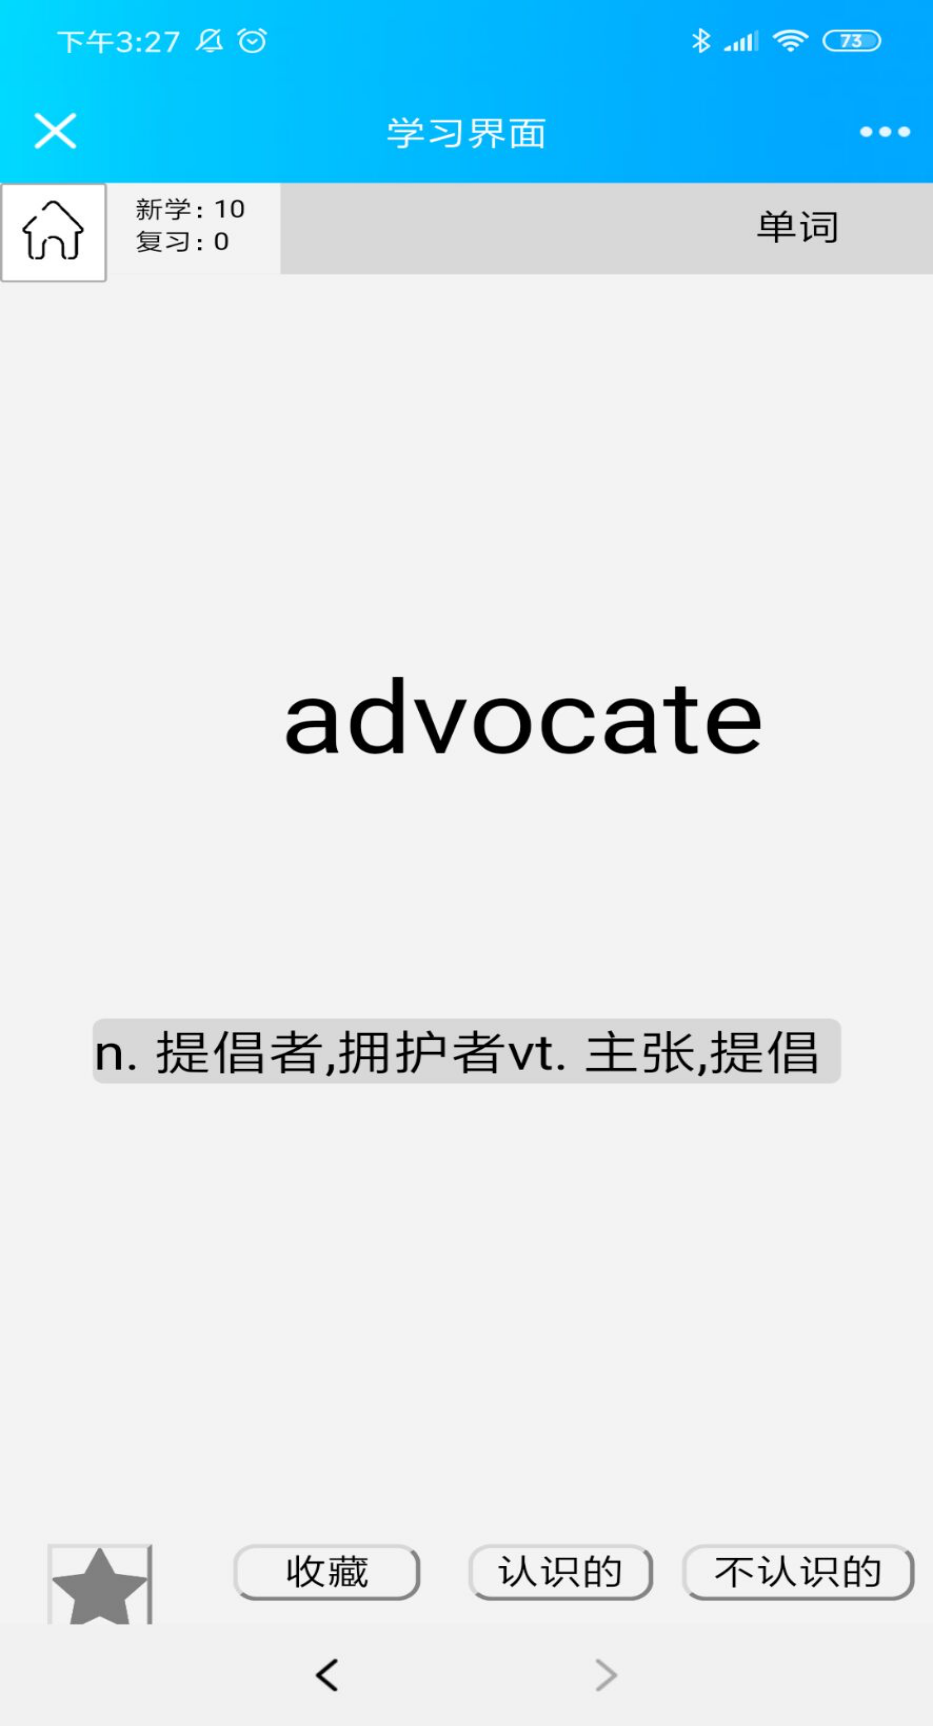 下午3:27
73
学习界面
新学: 10
复习: 0
单词
advocate
n. 提倡者,拥护者vt. 主张,提倡
收藏
认识的
不认识的